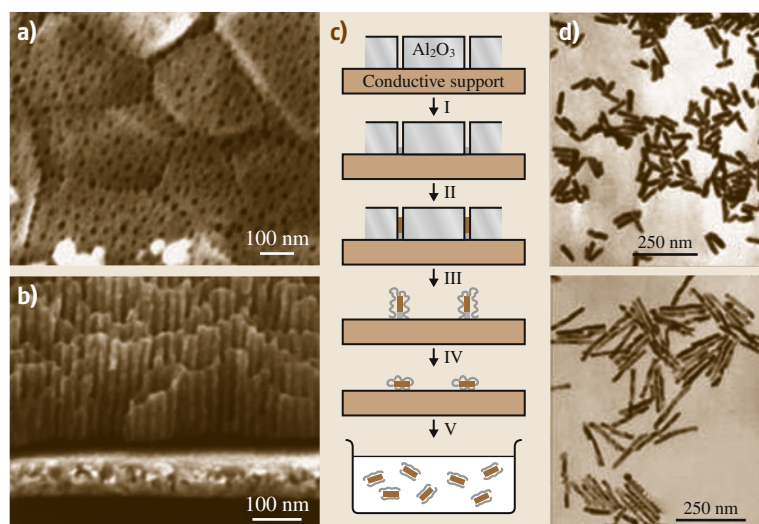 a)
100 nm
b)
100 nm
c)
Al₂O₃
Conductive support
I
II
III
IV
V
d)
250 nm
250 nm